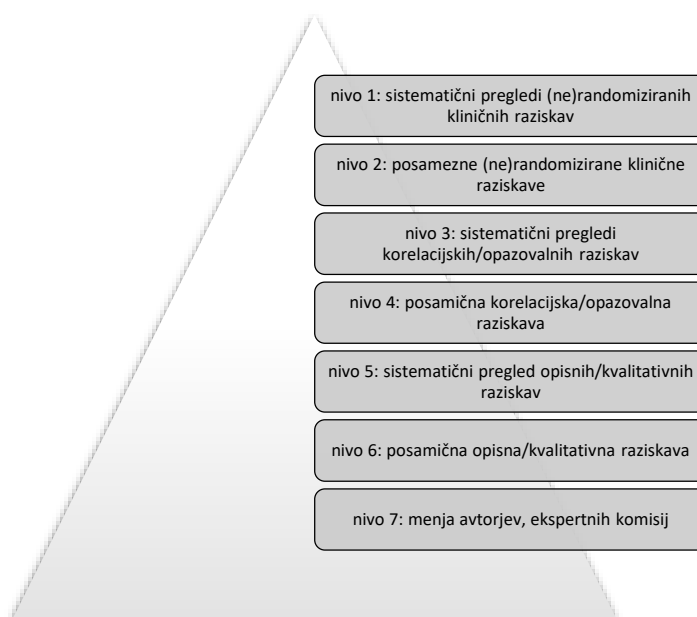 nivo 1: sistematični pregledi (ne)randomiziranih
kliničnih raziskav
nivo 2: posamezne (ne)randomizirane klinične
raziskave
nivo 3: sistematični pregledi
korelacijskih/opazovalnih raziskav
nivo 4: posamična korelacijska/opazovalna
raziskava
nivo 5: sistematični pregled opisnih/kvalitativnih
raziskav
nivo 6: posamična opisna/kvalitativna raziskava
nivo 7: menja avtorjev, ekspertnih komisij